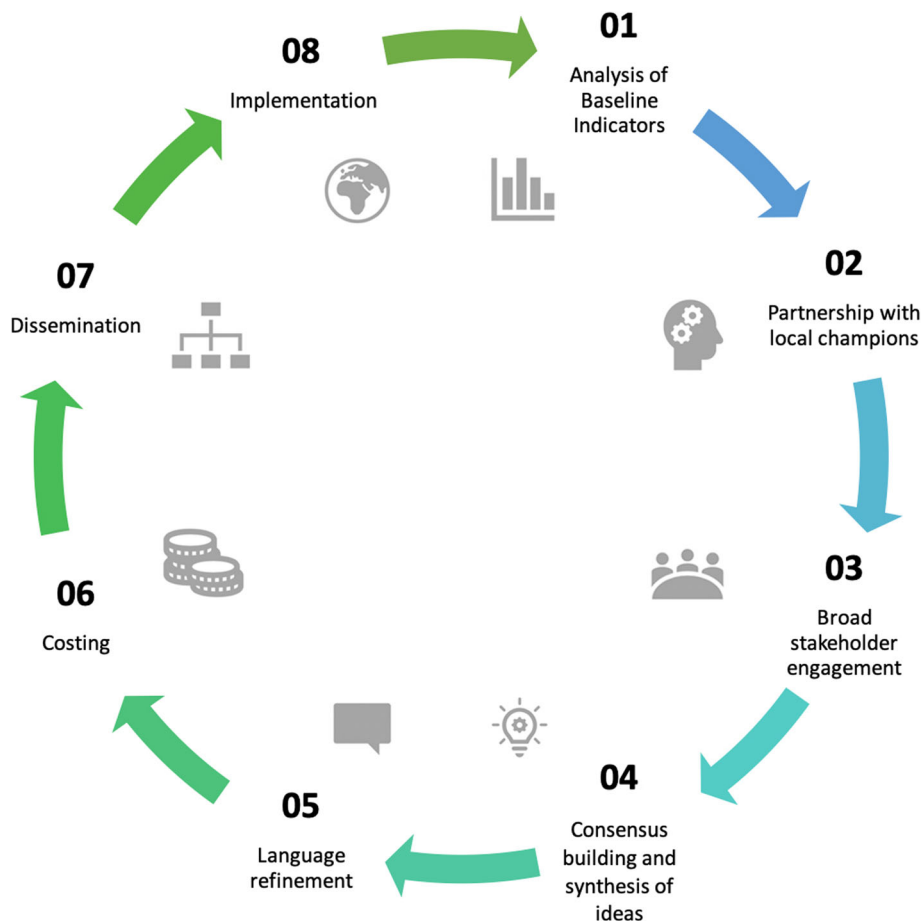 01
Analysis of
Baseline
Indicators
02
Partnership with
local champions
03
Broad
stakeholder
engagement
04
Consensus
building and
synthesis of
ideas
05
Language
refinement
06
Costing
07
Dissemination
08
Implementation